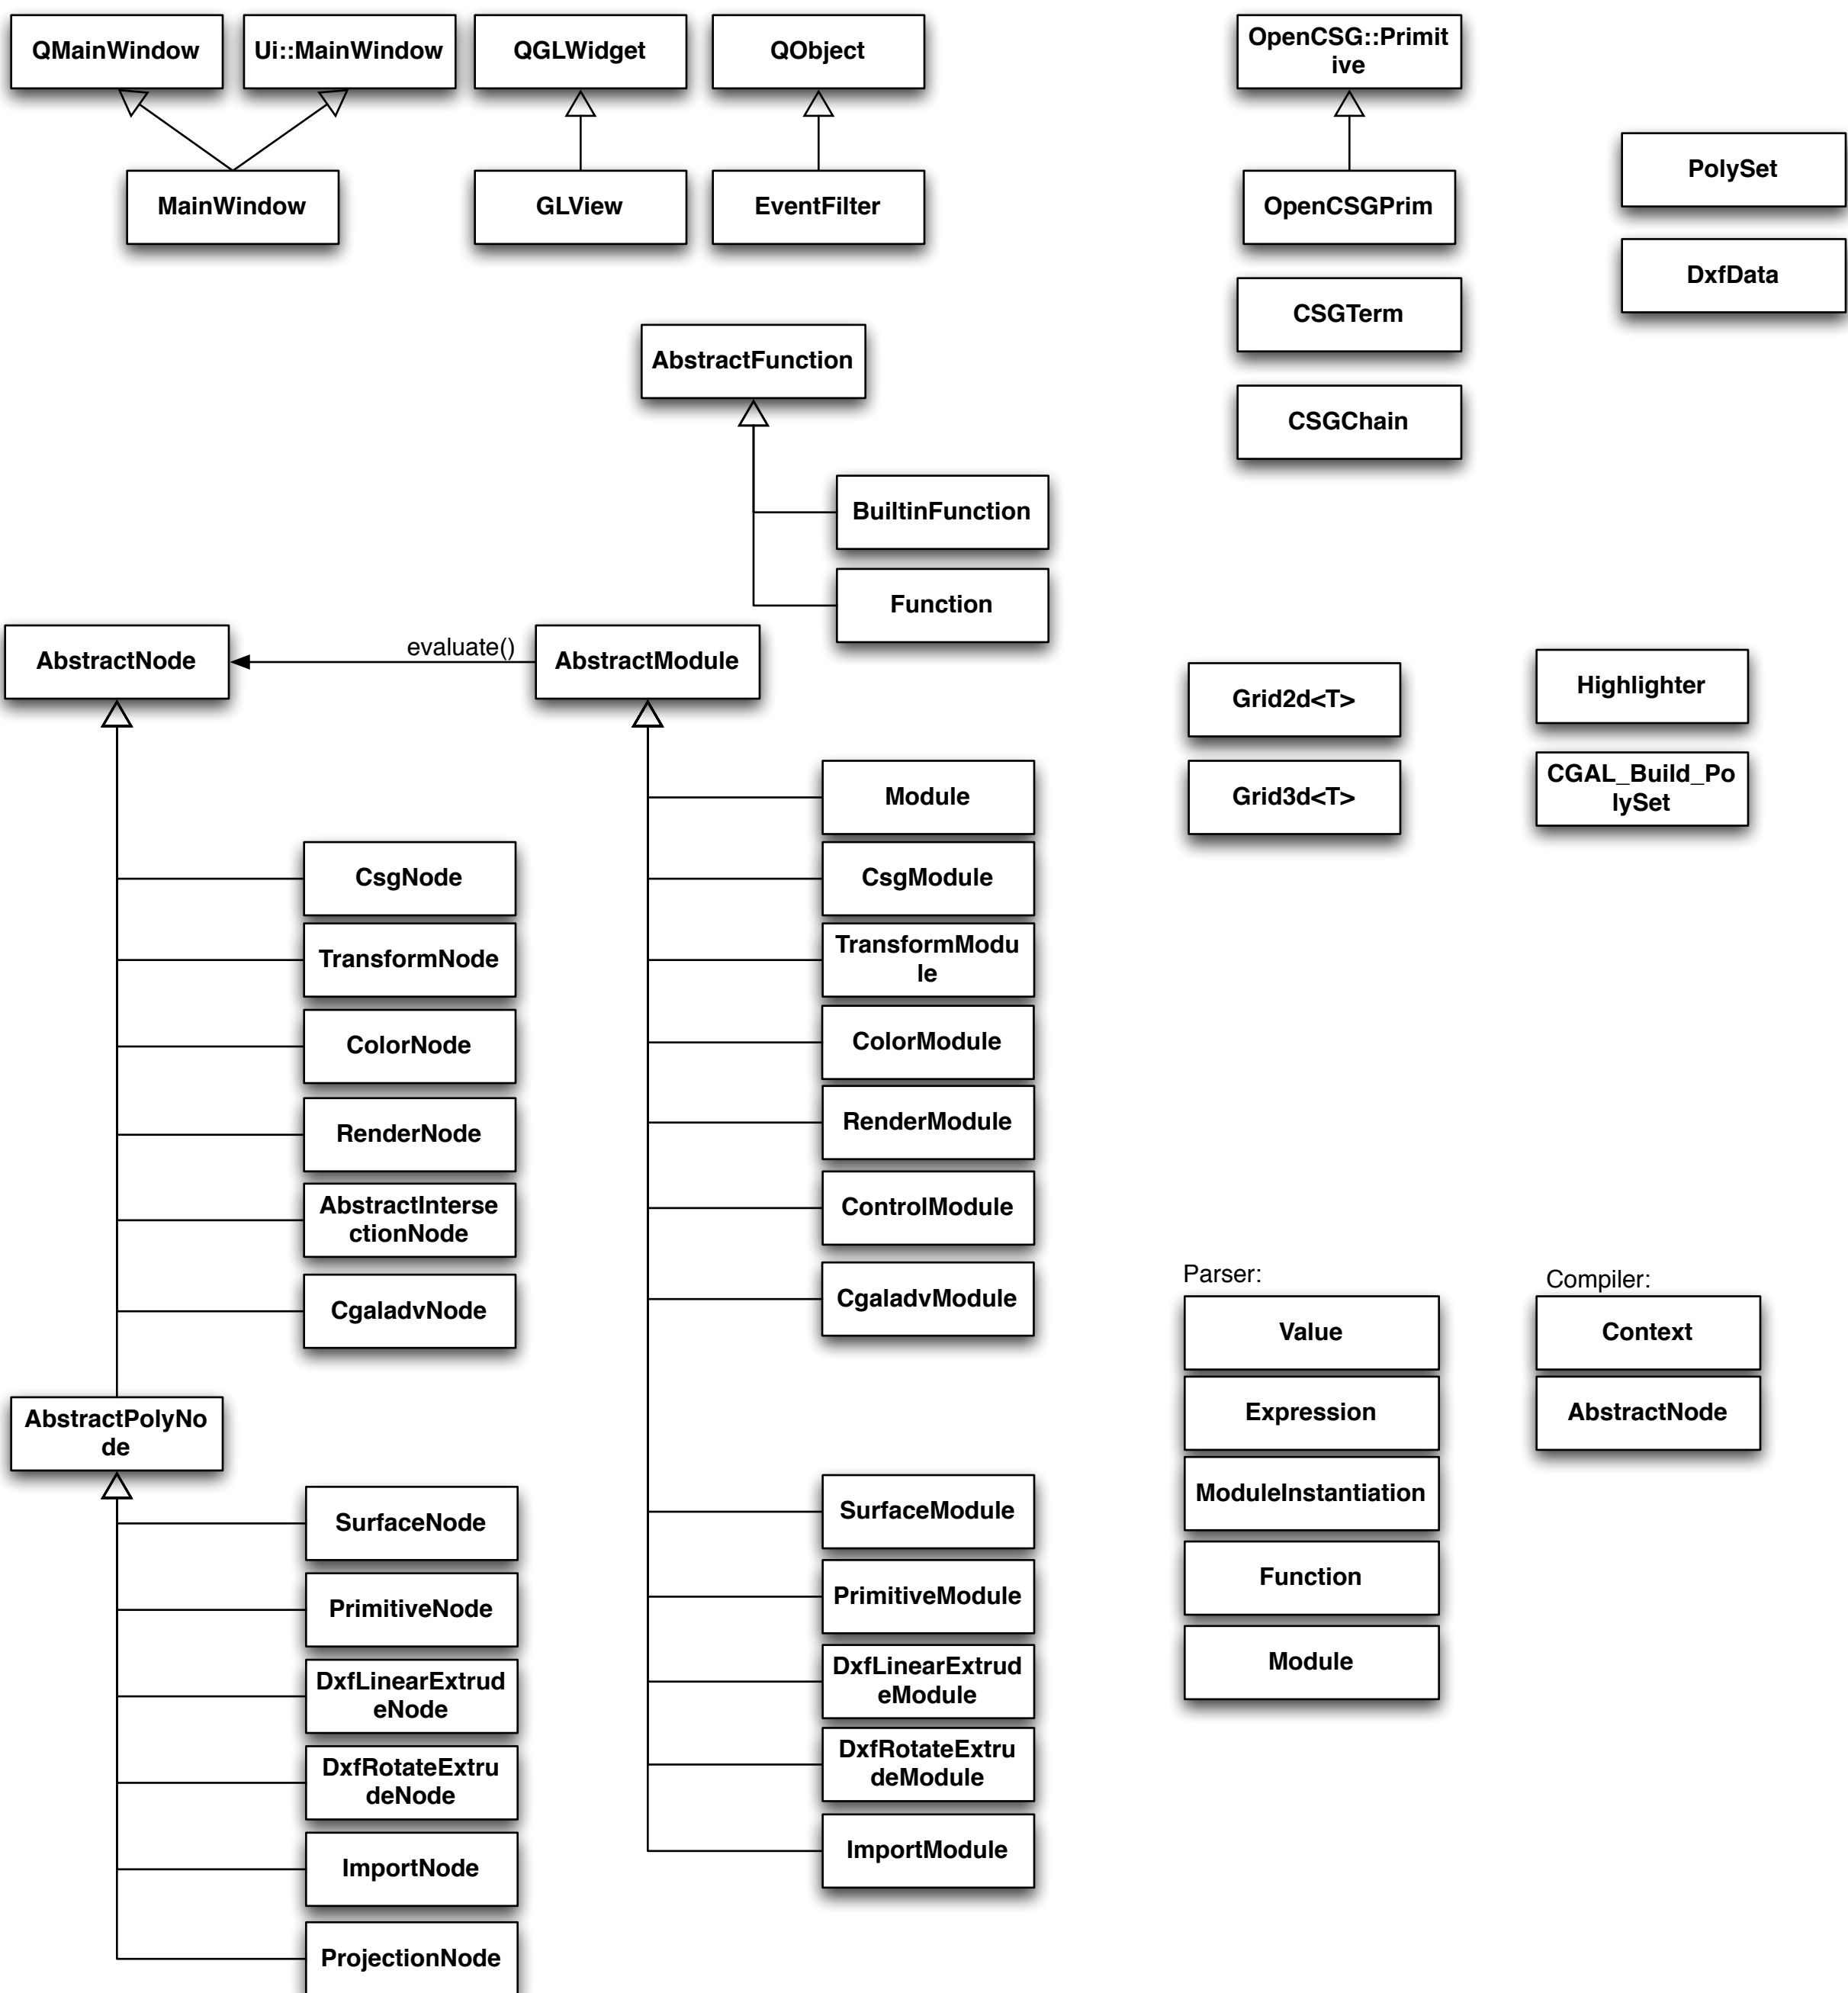 QMainWindow
Ui::MainWindow
QGLWidget
QObject
OpenCSG::Primit
ive
PolySet
MainWindow
GLView
EventFilter
OpenCSGPrim
DxfData
CSGTerm
AbstractFunction
CSGChain
BuiltinFunction
Function
AbstractNode
evaluate()
AbstractModule
Grid2d<T>
Highlighter
Grid3d<T>
CGAL_Build_Po
lySet
Module
CsgNode
CsgModule
TransformNode
TransformModu
le
ColorNode
ColorModule
RenderNode
RenderModule
AbstractInterse
ctionNode
ControlModule
CgaladvNode
CgaladvModule
Parser:
Compiler:
Value
Context
Expression
AbstractNode
ModuleInstantiation
Function
Module
AbstractPolyNo
de
SurfaceNode
SurfaceModule
PrimitiveNode
PrimitiveModule
DxfLinearExtrud
eNode
DxfLinearExtrud
eModule
DxfRotateExtru
deNode
DxfRotateExtru
deModule
ImportNode
ImportModule
ProjectionNode